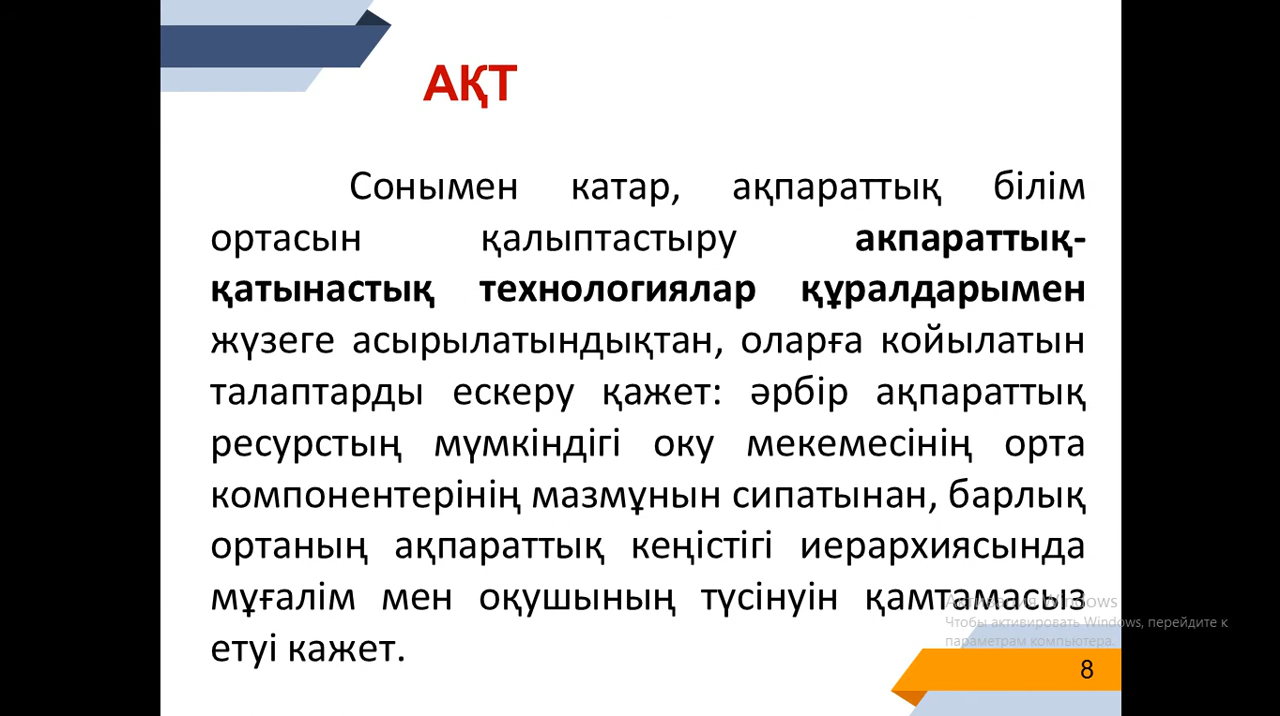 АҚТ
Сонымен катар, ақпараттық білім
ортасын қалыптастыру акпараттық-
қатынастық технологиялар құралдарымен
жүзеге асырылатындықтан, оларға койылатын
талаптарды ескеру қажет: әрбір ақпараттық
ресурстың мүмкіндігі оку мекемесінің орта
компонентерінің мазмұнын сипатынан, барлық
ортаның ақпараттық кеңістігі иерархиясында
мұғалім мен оқушының түсінуін қамтамасыз
етуі кажет.
Активация Windows
Чтобы активировать Windows, перейдите к
параметрам компьютера.
8